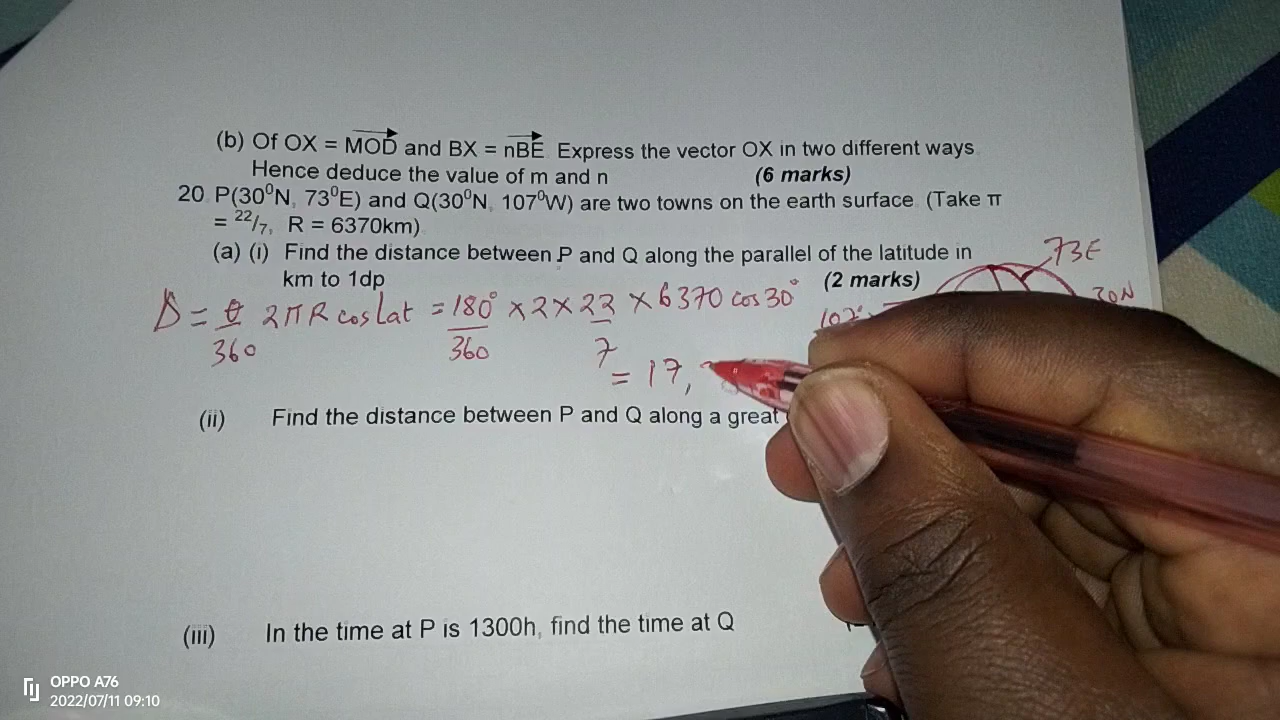 (b) Of OX = MOD and BX = nBE Express the vector OX in two different ways
Hence deduce the value of m and n (6 marks)
20 P(30⁰N, 73⁰E) and Q(30⁰N, 107⁰W) are two towns on the earth surface (Take π
= ²²/₇, R = 6370km)
(a) (i) Find the distance between P and Q along the parallel of the latitude in
km to 1dp (2 marks)
73E
30N
107°
D = θ/360 2πR cos Lat = 180°/360 × 2 × 22/7 × 6370 cos 30°
= 17,
(ii) Find the distance between P and Q along a great
(iii) In the time at P is 1300h, find the time at Q
OPPO A76
2022/07/11 09:10